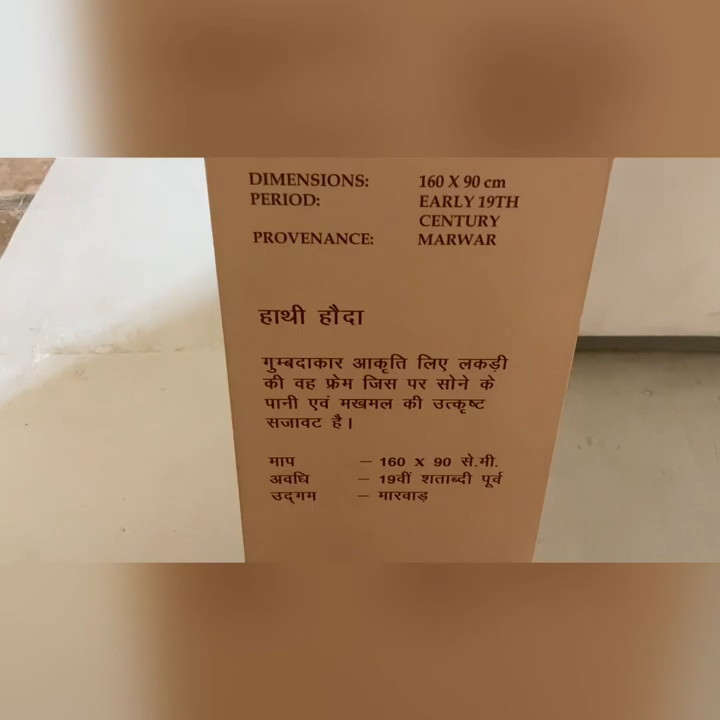 DIMENSIONS: 160 X 90 cm
PERIOD: EARLY 19TH
CENTURY
PROVENANCE: MARWAR
हाथी हौदा
गुम्बदाकार आकृति लिए लकड़ी
की वह फ्रेम जिस पर सोने के
पानी एवं मखमल की उत्कृष्ट
सजावट है।
माप – 160 X 90 से.मी.
अवधि – 19वीं शताब्दी पूर्व
उद्गम – मारवाड़